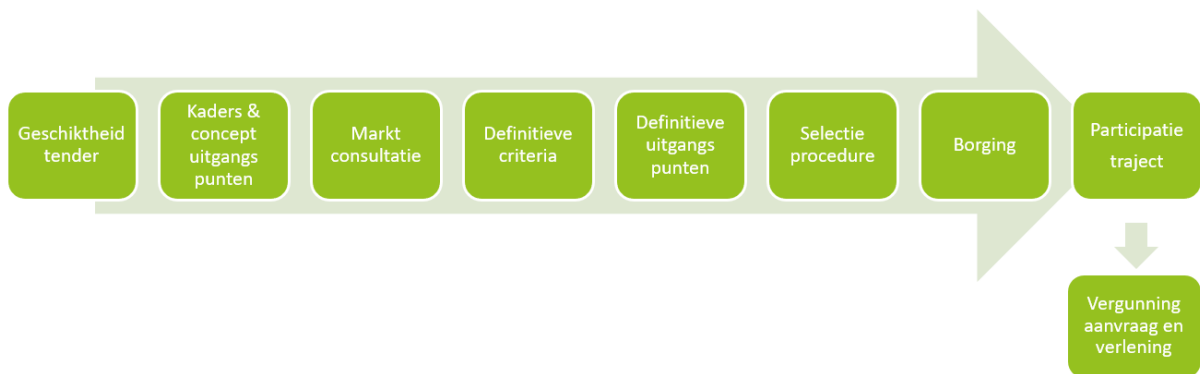 Geschiktheid
tender
Kaders &
concept
uitgangs
punten
Markt
consultatie
Definitieve
criteria
Definitieve
uitgangs
punten
Selectie
procedure
Borging
Participatie
traject
Vergunning
aanvraag en
verlening